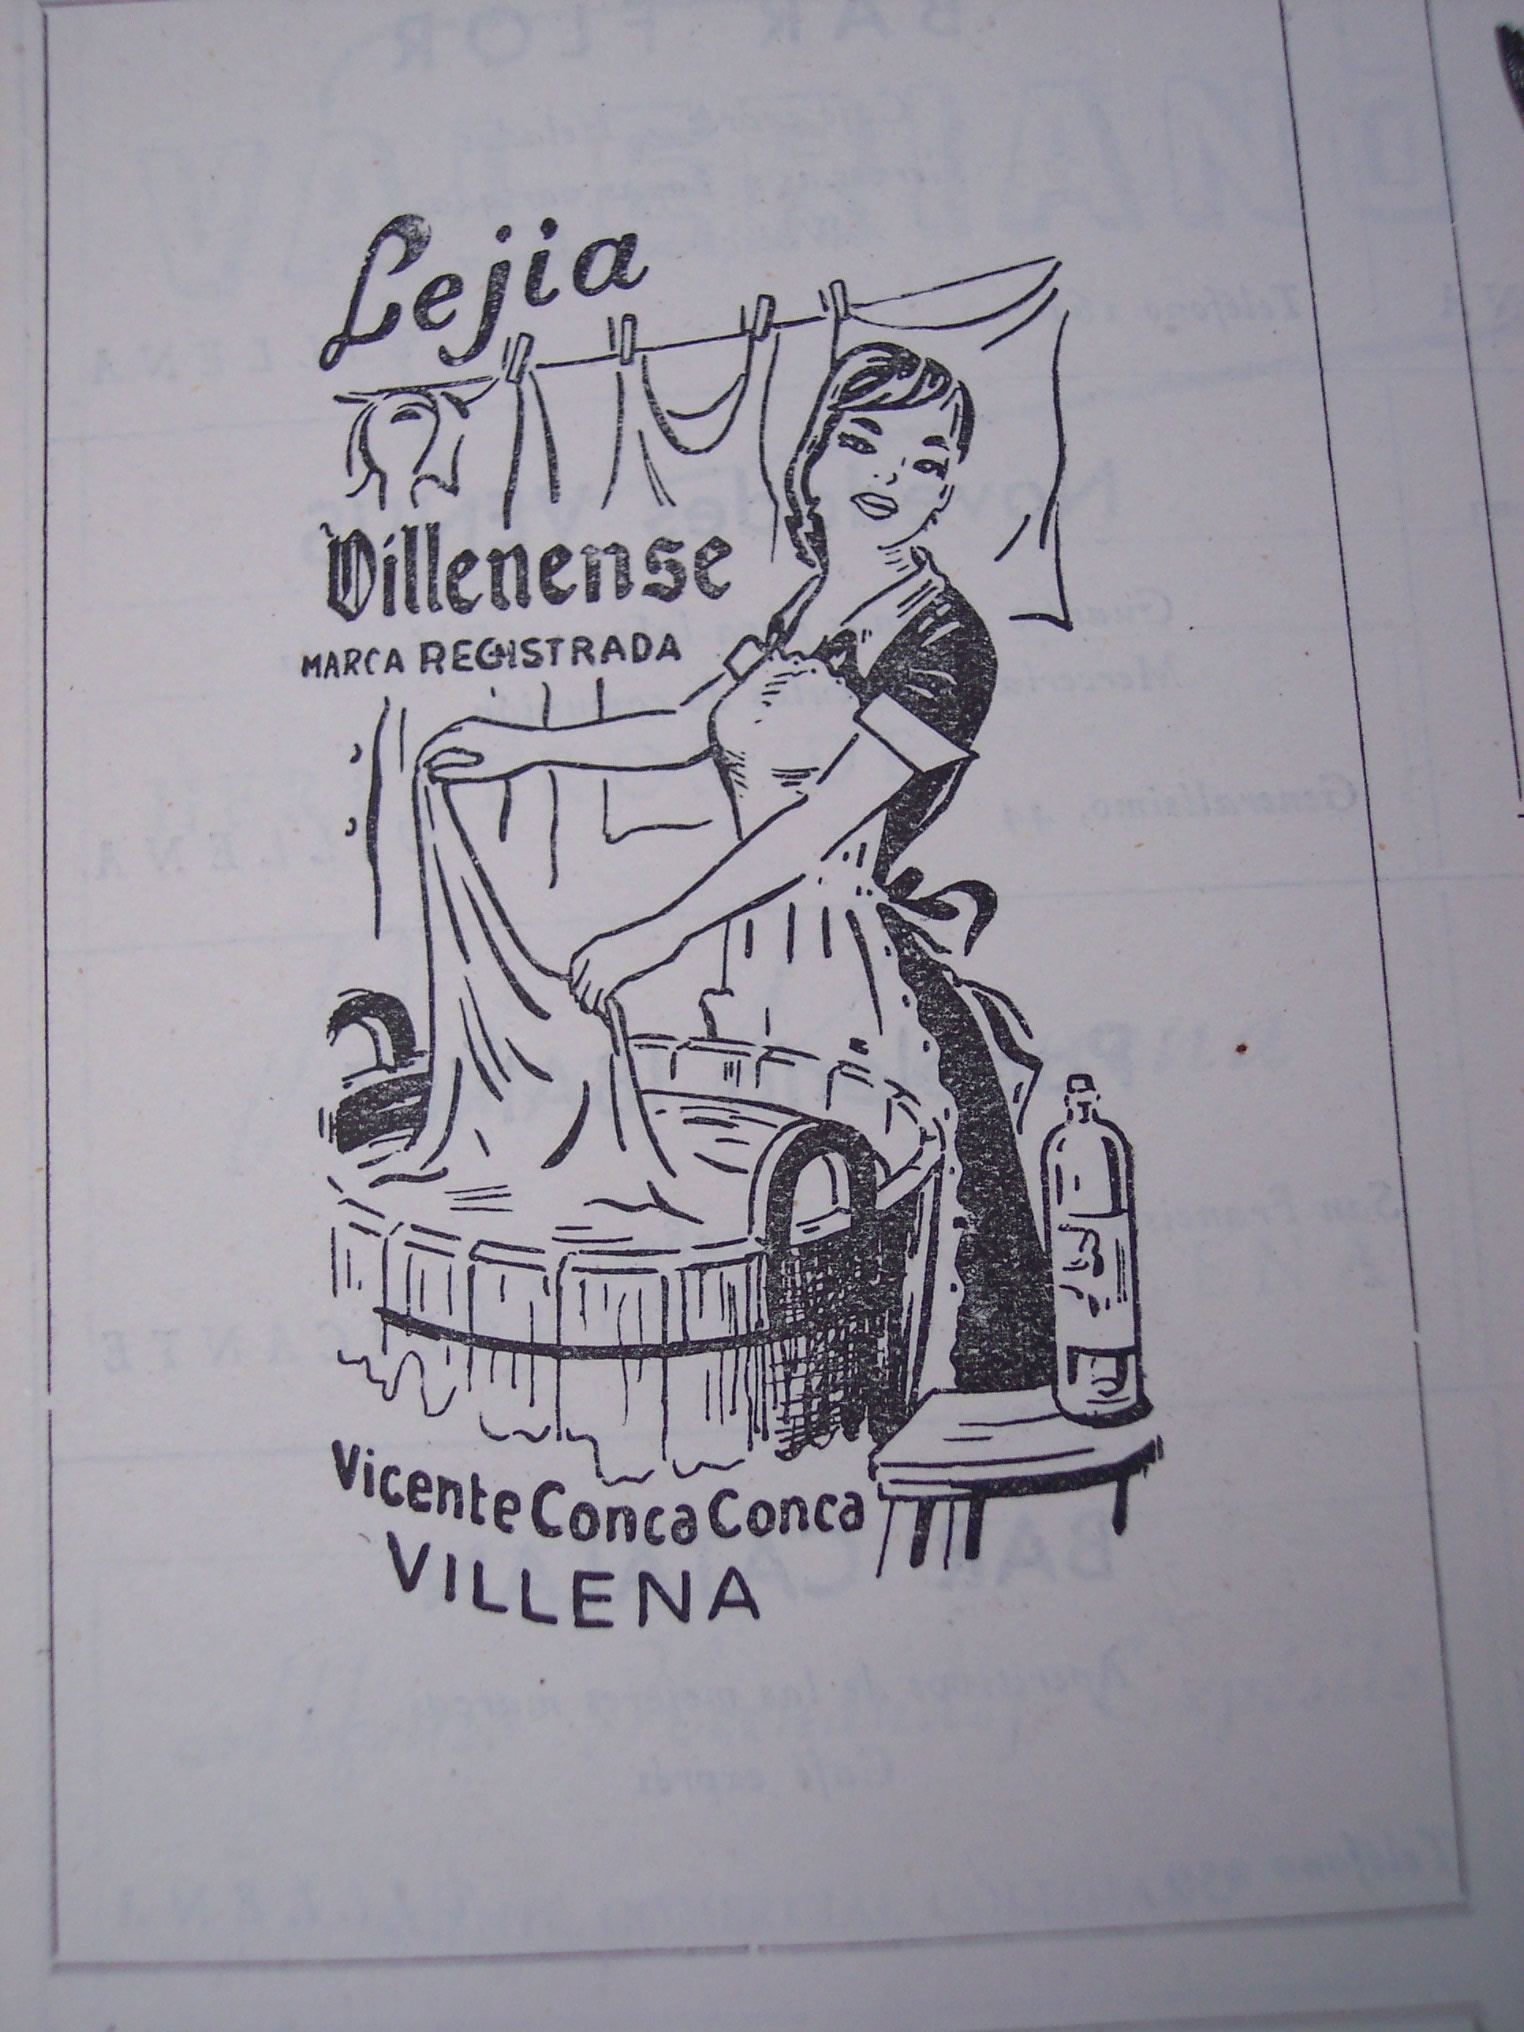 Lejia
Villenense
MARCA REGISTRADA
Vicente Conca Conca
VILLENA